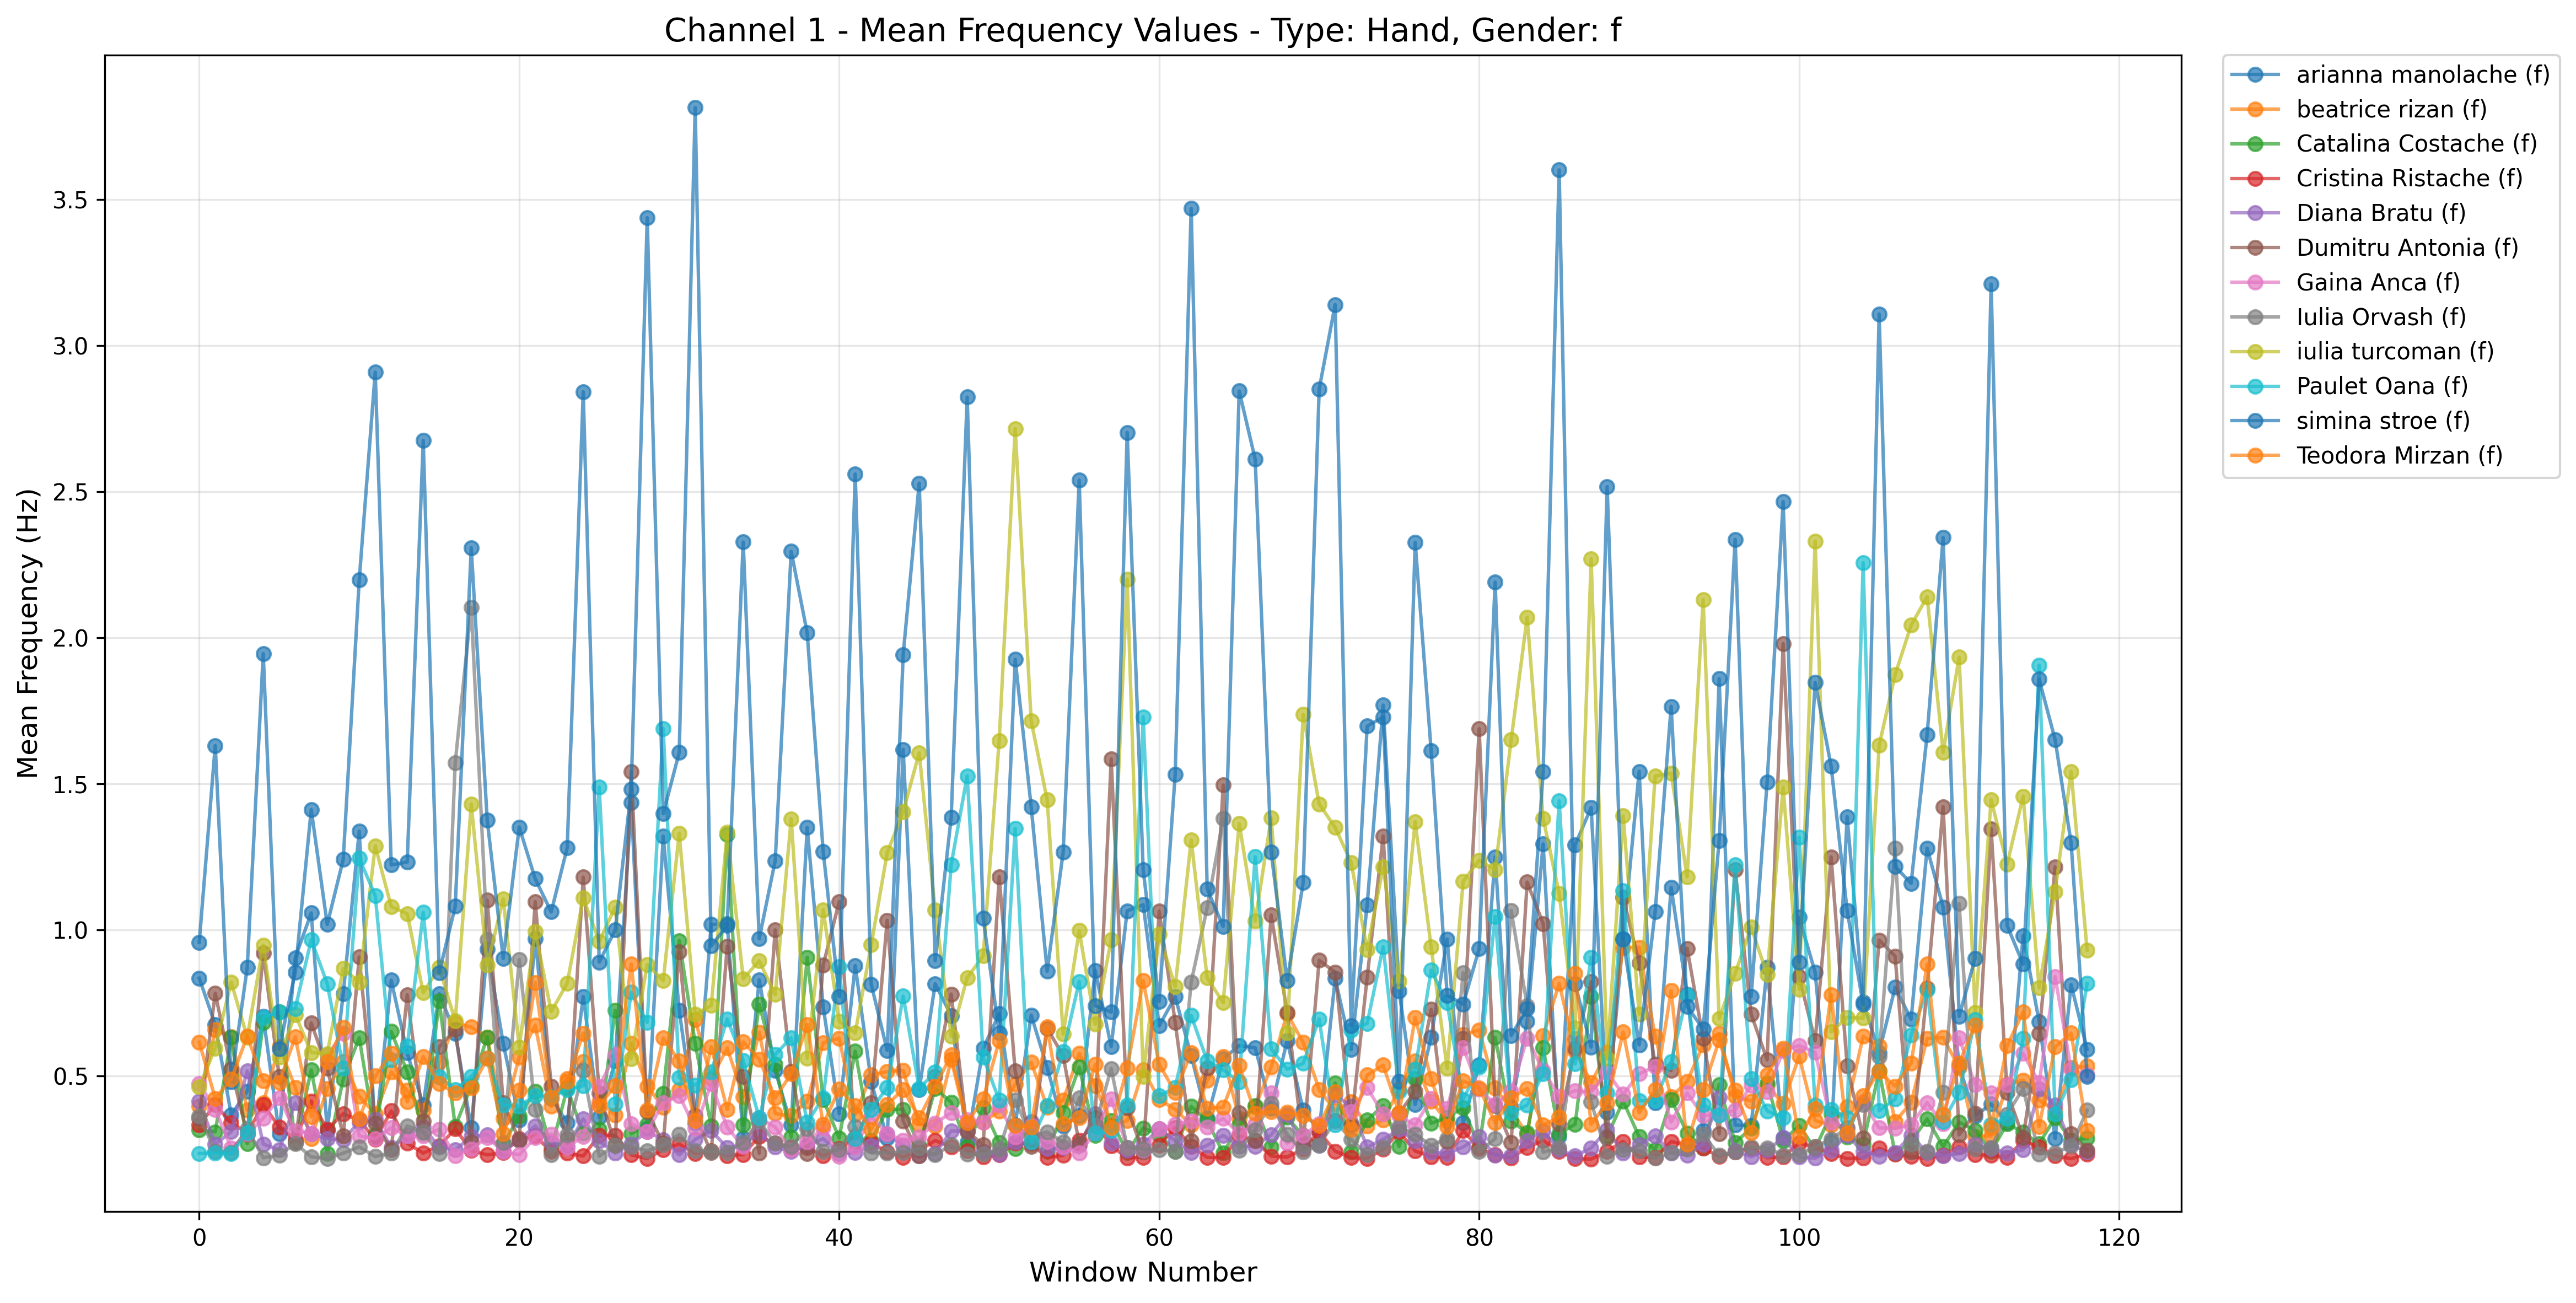 Channel 1 - Mean Frequency Values - Type: Hand, Gender: f
Mean Frequency (Hz)
3.5
3.0
2.5
2.0
1.5
1.0
0.5
0
20
40
60
80
100
120
Window Number
arianna manolache (f)
beatrice rizan (f)
Catalina Costache (f)
Cristina Ristache (f)
Diana Bratu (f)
Dumitru Antonia (f)
Gaina Anca (f)
Iulia Orvash (f)
iulia turcoman (f)
Paulet Oana (f)
simina stroe (f)
Teodora Mirzan (f)